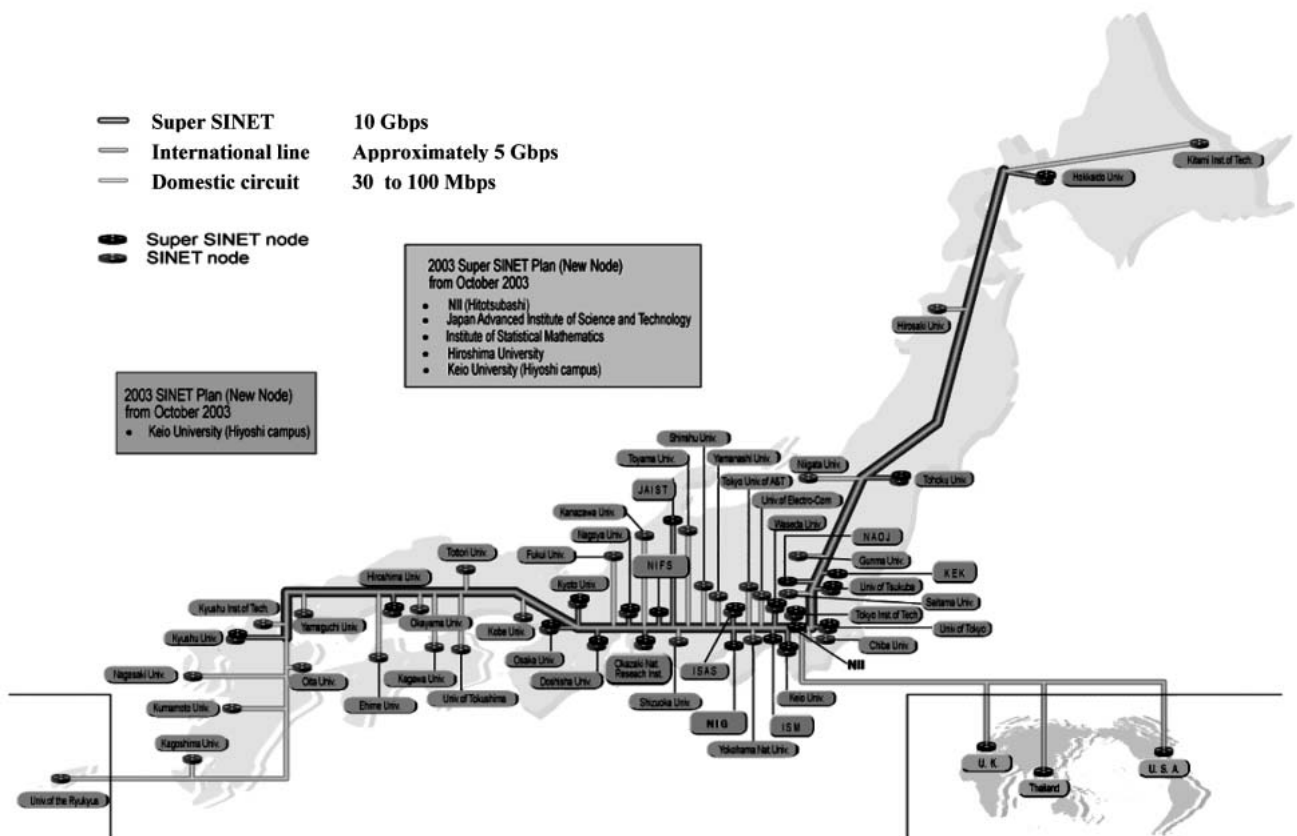 Super SINET 10 Gbps
International line Approximately 5 Gbps
Domestic circuit 30 to 100 Mbps
Super SINET node
SINET node
2003 Super SINET Plan (New Node)
from October 2003
• NII (Hitotsubashi)
• Japan Advanced Institute of Science and Technology
• Institute of Statistical Mathematics
• Hiroshima University
• Keio University (Hiyoshi campus)
2003 SINET Plan (New Node)
from October 2003
• Keio University (Hiyoshi campus)
Kitami Inst.of Tech.
Hokkaido Univ.
Hirosaki Univ.
Shinshu Univ.
Toyama Univ.
Yamanashi Univ.
Niigata Univ.
Tohoku Univ.
Tokyo Univ of A&T
JAIST
Univ of Electro-Com
Kanazawa Univ.
Waseda Univ.
Nagoya Univ.
NAOJ
Tottori Univ.
Fukui Univ.
NIFS
Gunma Univ.
KEK
Hiroshima Univ.
Kyoto Univ.
Univ of Tsukuba
Saitama Univ.
Kyushu Inst of Tech.
Yamaguchi Univ.
Okayama Univ.
Kobe Univ.
Tokyo Inst of Tech
Univ of Tokyo
Kyushu Univ.
Osaka Univ.
Chiba Univ.
NII
Nagasaki Univ.
Oita Univ.
Kagawa Univ.
Doshisha Univ.
Okazaki Nat.
Reseach Inst.
ISAS
Kumamoto Univ.
Ehime Univ.
Univ of Tokushima
Shizuoka Univ.
Keio Univ.
NIG
ISM
Kagoshima Univ.
Yokohama Nat Univ.
Univ.of the Ryukyus
U. K.
Thailand
U. S. A.